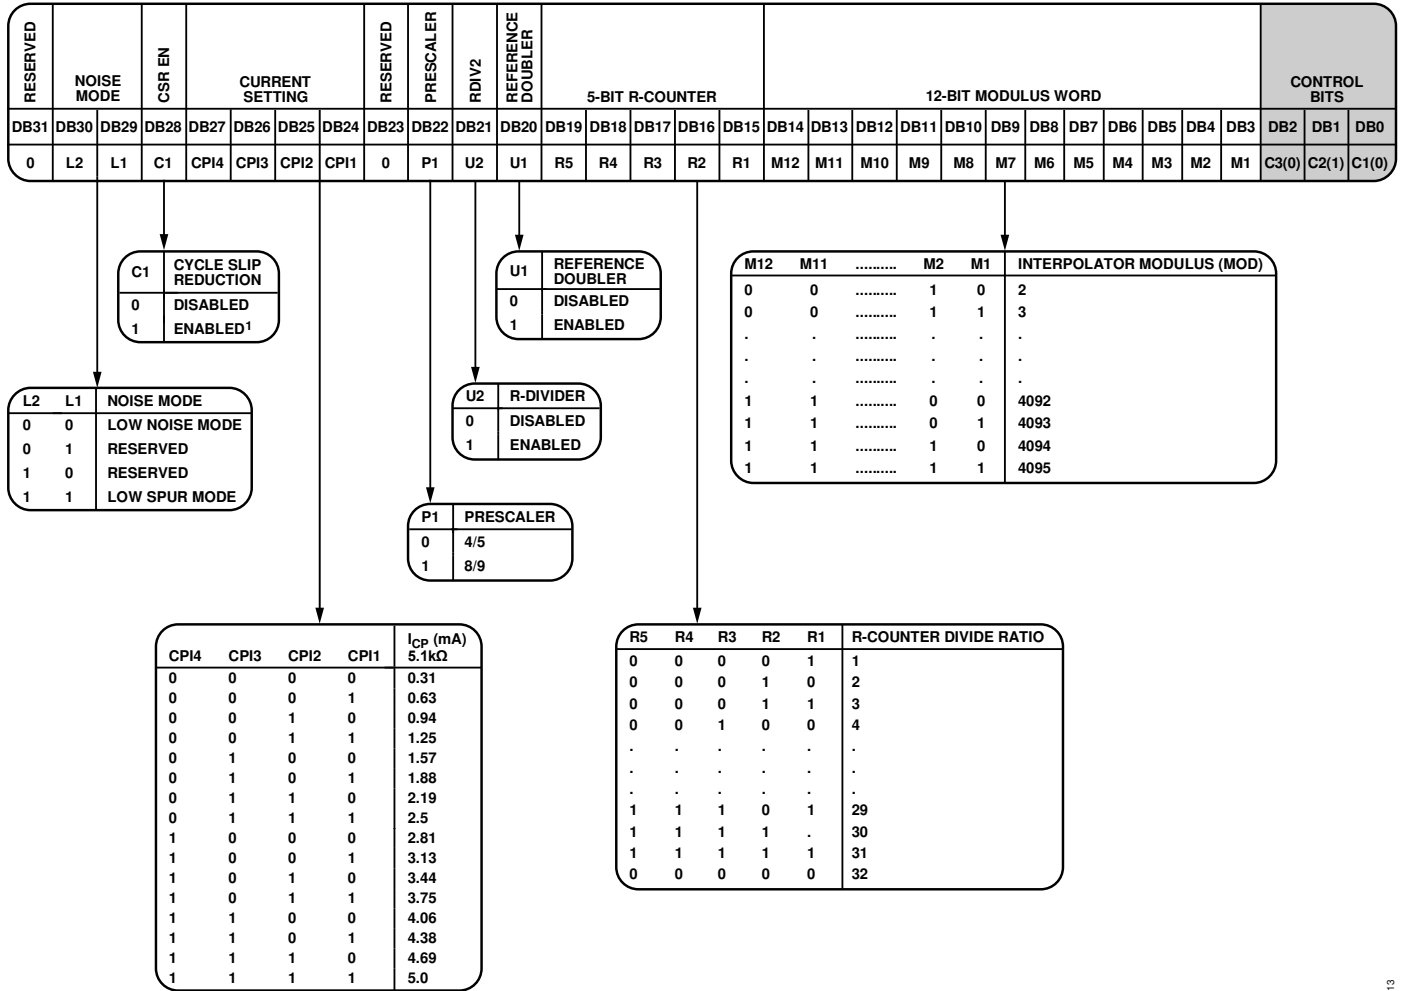 RESERVED NOISE MODE CSR EN CURRENT SETTING RESERVED PRESCALER RDIV2 REFERENCE DOUBLER 5-BIT R-COUNTER 12-BIT MODULUS WORD CONTROL BITS
DB31 DB30 DB29 DB28 DB27 DB26 DB25 DB24 DB23 DB22 DB21 DB20 DB19 DB18 DB17 DB16 DB15 DB14 DB13 DB12 DB11 DB10 DB9 DB8 DB7 DB6 DB5 DB4 DB3 DB2 DB1 DB0
0 L2 L1 C1 CPI4 CPI3 CPI2 CPI1 0 P1 U2 U1 R5 R4 R3 R2 R1 M12 M11 M10 M9 M8 M7 M6 M5 M4 M3 M2 M1 C3(0) C2(1) C1(0)
C1 CYCLE SLIP REDUCTION
0 DISABLED
1 ENABLED1
U1 REFERENCE DOUBLER
0 DISABLED
1 ENABLED
M12 M11 .......... M2 M1 INTERPOLATOR MODULUS (MOD)
0 0 .......... 1 0 2
0 0 .......... 1 1 3
. . .......... . . .
. . .......... . . .
. . .......... . . .
1 1 .......... 0 0 4092
1 1 .......... 0 1 4093
1 1 .......... 1 0 4094
1 1 .......... 1 1 4095
L2 L1 NOISE MODE
0 0 LOW NOISE MODE
0 1 RESERVED
1 0 RESERVED
1 1 LOW SPUR MODE
U2 R-DIVIDER
0 DISABLED
1 ENABLED
P1 PRESCALER
0 4/5
1 8/9
CPI4 CPI3 CPI2 CPI1 ICP (mA) 5.1kΩ
0 0 0 0 0.31
0 0 0 1 0.63
0 0 1 0 0.94
0 0 1 1 1.25
0 1 0 0 1.57
0 1 0 1 1.88
0 1 1 0 2.19
0 1 1 1 2.5
1 0 0 0 2.81
1 0 0 1 3.13
1 0 1 0 3.44
1 0 1 1 3.75
1 1 0 0 4.06
1 1 0 1 4.38
1 1 1 0 4.69
1 1 1 1 5.0
R5 R4 R3 R2 R1 R-COUNTER DIVIDE RATIO
0 0 0 0 1 1
0 0 0 1 0 2
0 0 0 1 1 3
0 0 1 0 0 4
. . . . . .
. . . . . .
. . . . . .
1 1 1 0 1 29
1 1 1 1 . 30
1 1 1 1 1 31
0 0 0 0 0 32
13